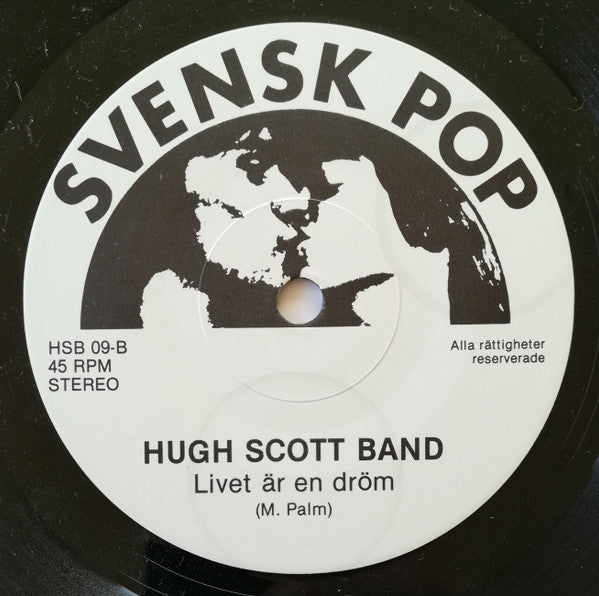 SVENSK POP
HSB 09-B
45 RPM
STEREO
Alla rättigheter
reserverade
HUGH SCOTT BAND
Livet är en dröm
(M. Palm)